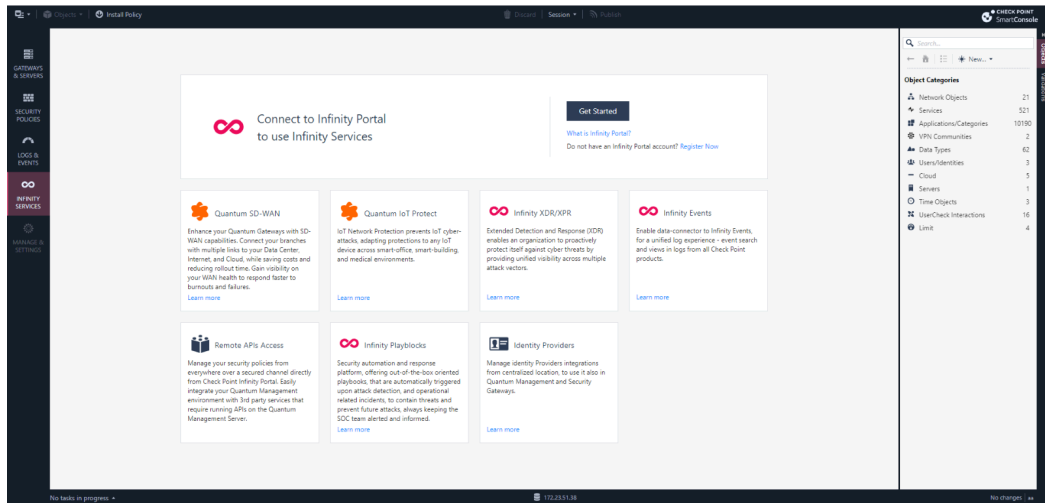 Objects
Install Policy
Discard
Session
Publish
CHECK POINT
SmartConsole
GATEWAYS
& SERVERS
SECURITY
POLICIES
LOGS &
EVENTS
INFINITY
SERVICES
MANAGE &
SETTINGS
Connect to Infinity Portal
to use Infinity Services
Get Started
What is Infinity Portal?
Do not have an Infinity Portal account? Register Now
Quantum SD-WAN
Enhance your Quantum Gateways with SD-
WAN capabilities. Connect your branches
with multiple links to your Data Center,
Internet, and Cloud, while saving costs and
reducing rollout time. Gain visibility on
your WAN health to respond faster to
burnouts and failures.
Learn more
Quantum IoT Protect
IoT Network Protection prevents IoT cyber-
attacks, adapting protections to any IoT
device across smart-office, smart-building,
and medical environments.
Learn more
Infinity XDR/XPR
Extended Detection and Response (XDR)
enables an organization to proactively
protect itself against cyber threats by
providing unified visibility across multiple
attack vectors.
Learn more
Infinity Events
Enable data-connector to Infinity Events,
for a unified log experience - event search
and views in logs from all Check Point
products.
Learn more
Remote APIs Access
Manage your security policies from
everywhere over a secured channel directly
from Check Point Infinity Portal. Easily
integrate your Quantum Management
environment with 3rd party services that
require running APIs on the Quantum
Management Server.
Infinity Playblocks
Security automation and response
platform, offering out-of-the-box oriented
playbooks, that are automatically triggered
upon attack detection, and operational
related incidents, to contain threats and
prevent future attacks, always keeping the
SOC team alerted and informed.
Learn more
Identity Providers
Manage identity Providers integrations
from centralized location, to use it also in
Quantum Management and Security
Gateways.
Search...
New...
Object Categories
Network Objects 21
Services 521
Applications/Categories 10190
VPN Communities 2
Data Types 62
Users/Identities 3
Cloud 5
Servers 1
Time Objects 3
UserCheck Interactions 16
Limit 4
Objects
Validations
No tasks in progress
172.23.51.38
No changes